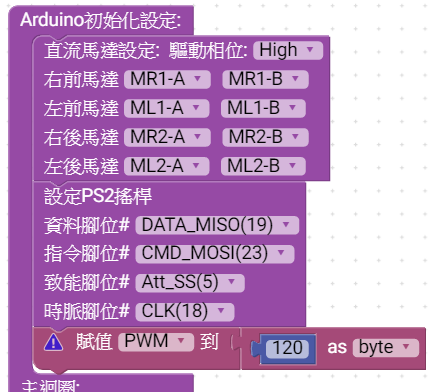 Arduino初始化設定:
直流馬達設定: 驅動相位: High
右前馬達 MR1-A MR1-B
左前馬達 ML1-A ML1-B
右後馬達 MR2-A MR2-B
左後馬達 ML2-A ML2-B
設定PS2搖桿
資料腳位# DATA_MISO(19)
指令腳位# CMD_MOSI(23)
致能腳位# Att_SS(5)
時脈腳位# CLK(18)
賦值 PWM 到 120 as byte
主迴圈: